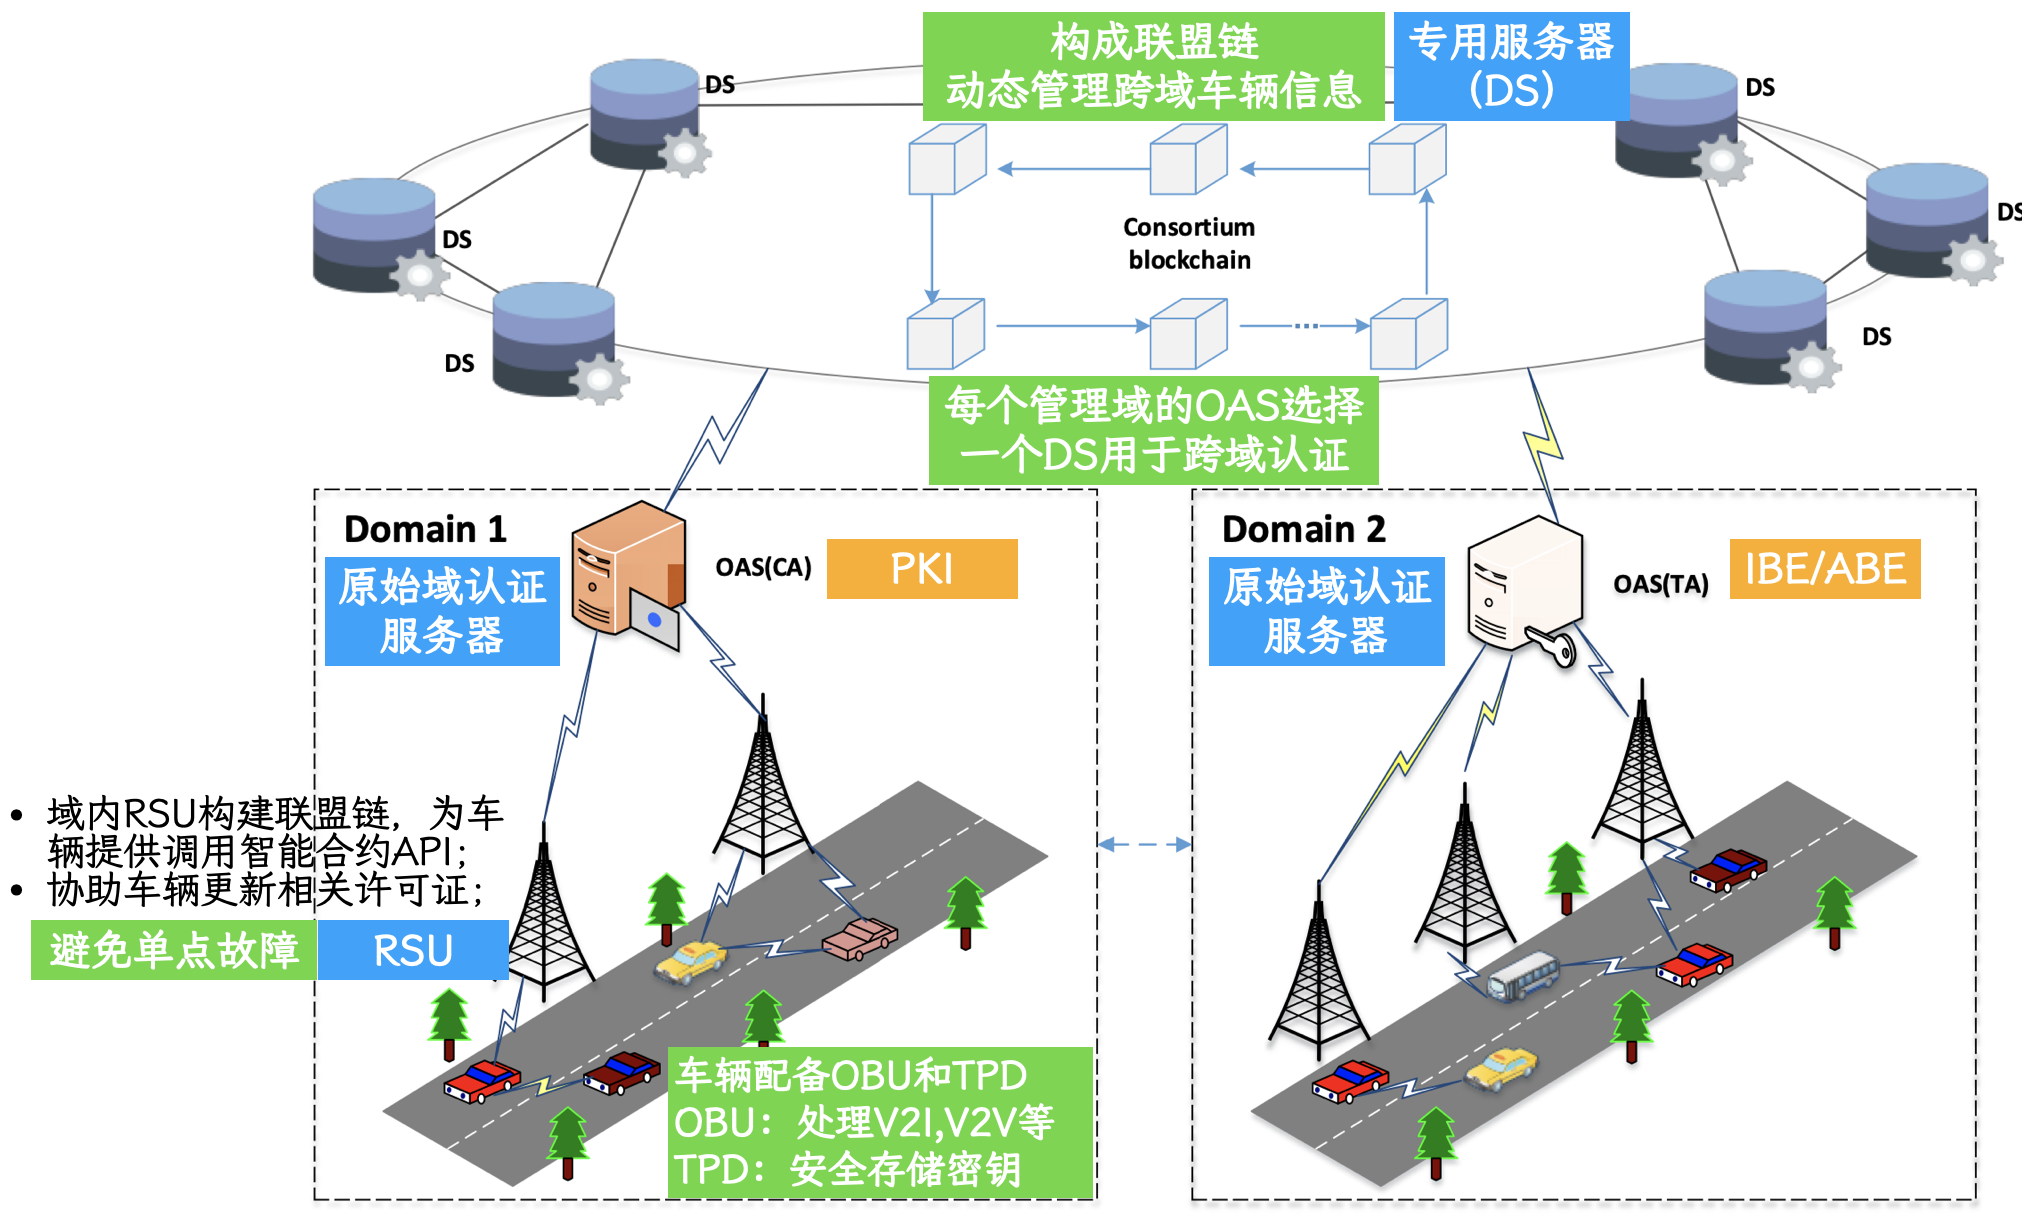 构成联盟链
动态管理跨域车辆信息
专用服务器
(DS)
DS
DS
DS
DS
DS
DS
Consortium
blockchain
每个管理域的OAS选择
一个DS用于跨域认证
Domain 1
原始域认证
服务器
OAS(CA)
PKI
Domain 2
原始域认证
服务器
OAS(TA)
IBE/ABE
• 域内RSU构建联盟链，为车
辆提供调用智能合约API；
• 协助车辆更新相关许可证；
避免单点故障
RSU
车辆配备OBU和TPD
OBU：处理V2I,V2V等
TPD：安全存储密钥